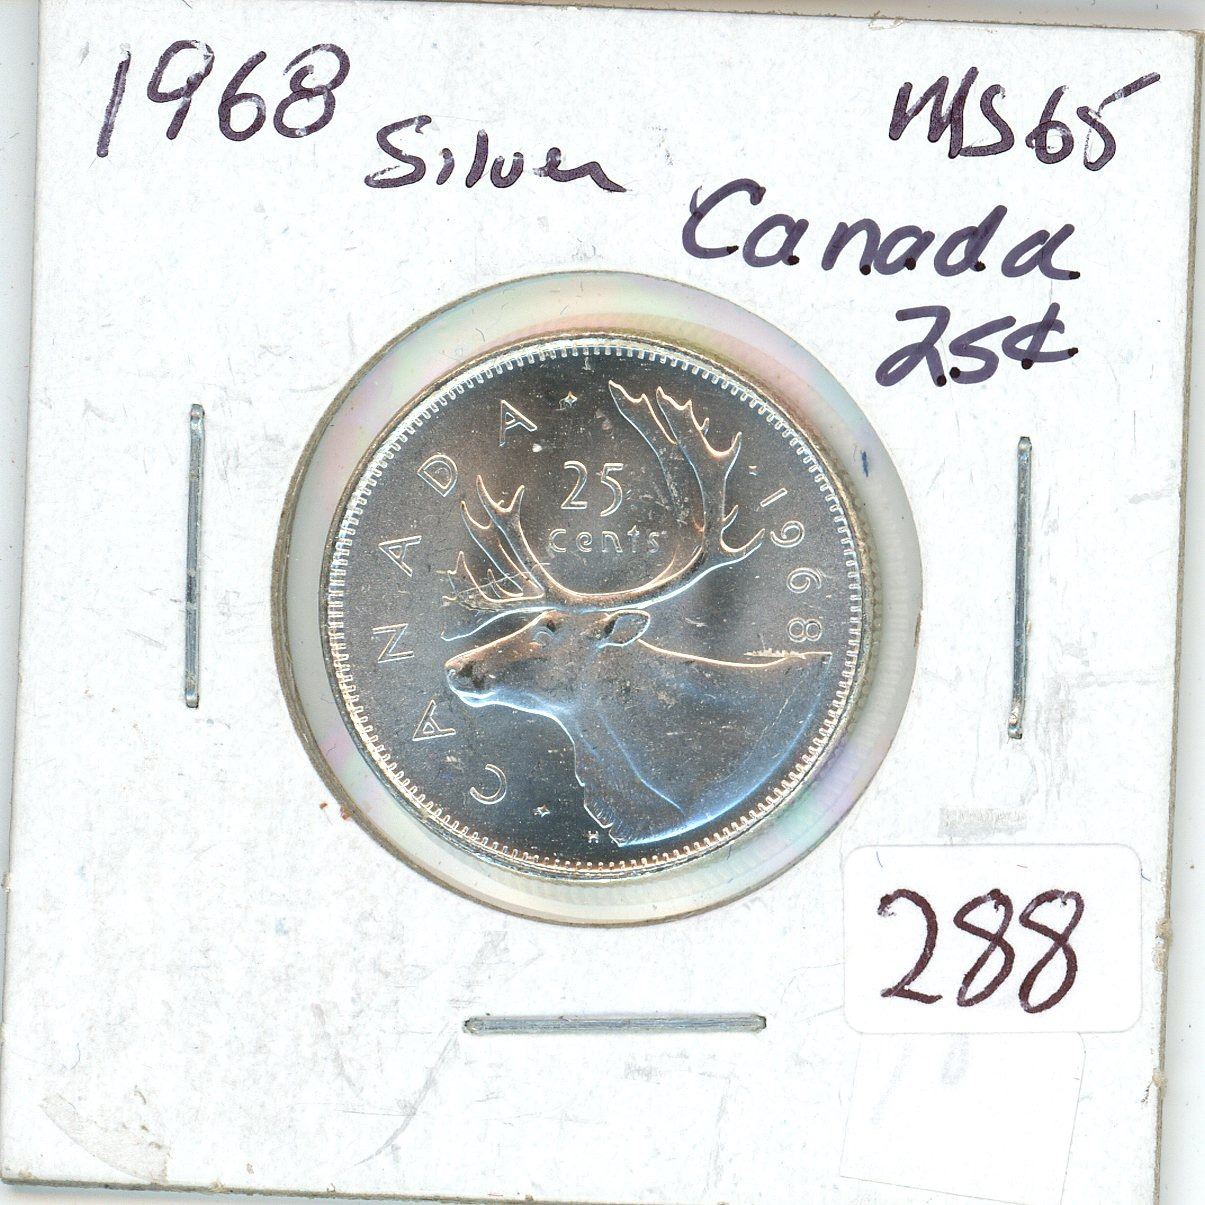 1968
Silver
MS65
Canada
25¢
25
cents
CANADA
1968
H
288